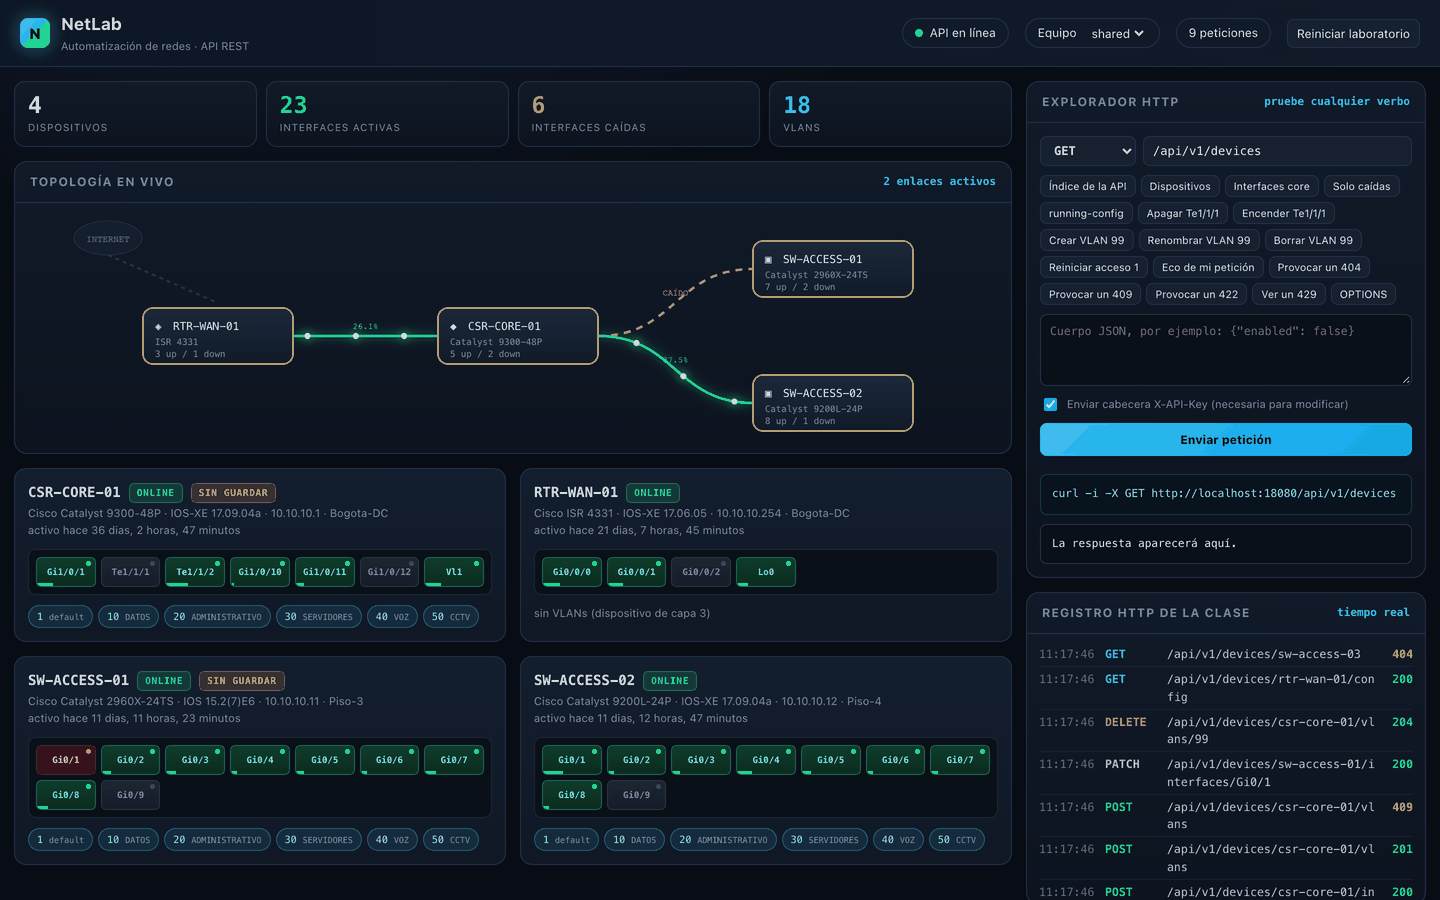 N
NetLab
Automatización de redes · API REST
API en línea
Equipo shared
9 peticiones
Reiniciar laboratorio
4
DISPOSITIVOS
23
INTERFACES ACTIVAS
6
INTERFACES CAÍDAS
18
VLANS
TOPOLOGÍA EN VIVO
2 enlaces activos
INTERNET
RTR-WAN-01
ISR 4331
3 up / 1 down
26.1%
CSR-CORE-01
Catalyst 9300-48P
5 up / 2 down
CAÍDO
SW-ACCESS-01
Catalyst 2960X-24TS
7 up / 2 down
SW-ACCESS-02
Catalyst 9200L-24P
8 up / 1 down
CSR-CORE-01 ONLINE SIN GUARDAR
Cisco Catalyst 9300-48P · IOS-XE 17.09.04a · 10.10.10.1 · Bogota-DC
activo hace 36 dias, 2 horas, 47 minutos
Gi1/0/1 Te1/1/1 Te1/1/2 Gi1/0/10 Gi1/0/11 Gi1/0/12 Vl1
1 default 10 DATOS 20 ADMINISTRATIVO 30 SERVIDORES 40 VOZ 50 CCTV
RTR-WAN-01 ONLINE
Cisco ISR 4331 · IOS-XE 17.06.05 · 10.10.10.254 · Bogota-DC
activo hace 21 dias, 7 horas, 45 minutos
Gi0/0/0 Gi0/0/1 Gi0/0/2 Lo0
sin VLANs (dispositivo de capa 3)
SW-ACCESS-01 ONLINE SIN GUARDAR
Cisco Catalyst 2960X-24TS · IOS 15.2(7)E6 · 10.10.10.11 · Piso-3
activo hace 11 dias, 11 horas, 23 minutos
Gi0/1 Gi0/2 Gi0/3 Gi0/4 Gi0/5 Gi0/6 Gi0/7
Gi0/8 Gi0/9
1 default 10 DATOS 20 ADMINISTRATIVO 30 SERVIDORES 40 VOZ 50 CCTV
SW-ACCESS-02 ONLINE
Cisco Catalyst 9200L-24P · IOS-XE 17.09.04a · 10.10.10.12 · Piso-4
activo hace 11 dias, 12 horas, 47 minutos
Gi0/1 Gi0/2 Gi0/3 Gi0/4 Gi0/5 Gi0/6 Gi0/7
Gi0/8 Gi0/9
1 default 10 DATOS 20 ADMINISTRATIVO 30 SERVIDORES 40 VOZ 50 CCTV
EXPLORADOR HTTP
pruebe cualquier verbo
GET /api/v1/devices
Índice de la API Dispositivos Interfaces core Solo caídas
running-config Apagar Te1/1/1 Encender Te1/1/1
Crear VLAN 99 Renombrar VLAN 99 Borrar VLAN 99
Reiniciar acceso 1 Eco de mi petición Provocar un 404
Provocar un 409 Provocar un 422 Ver un 429 OPTIONS
Cuerpo JSON, por ejemplo: {"enabled": false}
Enviar cabecera X-API-Key (necesaria para modificar)
Enviar petición
curl -i -X GET http://localhost:18080/api/v1/devices
La respuesta aparecerá aquí.
REGISTRO HTTP DE LA CLASE
tiempo real
11:17:46 GET /api/v1/devices/sw-access-03 404
11:17:46 GET /api/v1/devices/rtr-wan-01/con 200
fig
11:17:46 DELETE /api/v1/devices/csr-core-01/vl 204
ans/99
11:17:46 PATCH /api/v1/devices/sw-access-01/i 200
nterfaces/Gi0/1
11:17:46 POST /api/v1/devices/csr-core-01/vl 409
ans
11:17:46 POST /api/v1/devices/csr-core-01/vl 201
ans
11:17:46 POST /api/v1/devices/csr-core-01/in 200